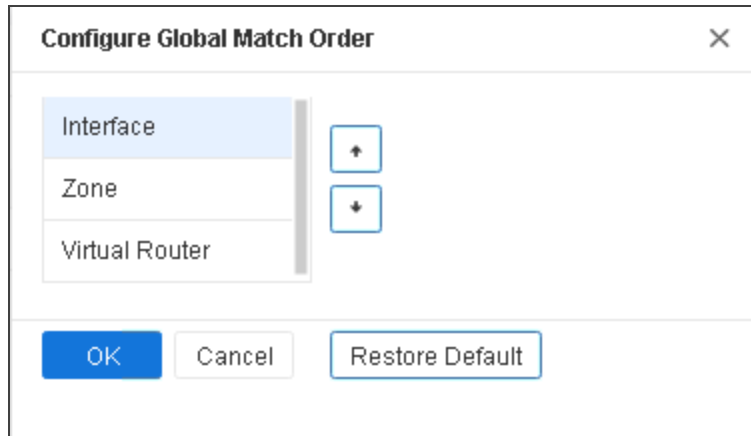 Configure Global Match Order
Interface
Zone
Virtual Router
OK Cancel Restore Default